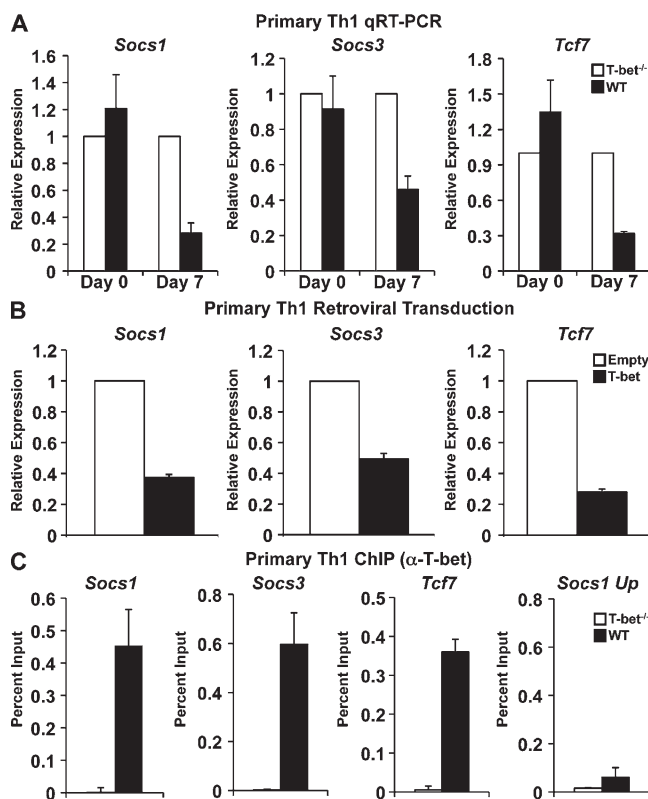 A
Primary Th1 qRT-PCR
Socs1
Relative Expression
1.6
1.4
1.2
1
0.8
0.6
0.4
0.2
0
Day 0 Day 7
Socs3
Relative Expression
1.2
1
0.8
0.6
0.4
0.2
0
Day 0 Day 7
Tcf7
Relative Expression
1.8
1.5
1.2
0.9
0.6
0.3
0
Day 0 Day 7
T-bet-/-
WT
B
Primary Th1 Retroviral Transduction
Socs1
Relative Expression
1.2
1
0.8
0.6
0.4
0.2
0
Socs3
Relative Expression
1.2
1
0.8
0.6
0.4
0.2
0
Tcf7
Relative Expression
1.2
1
0.8
0.6
0.4
0.2
0
Empty
T-bet
C
Primary Th1 ChIP (α-T-bet)
Socs1
Percent Input
0.6
0.5
0.4
0.3
0.2
0.1
0
Socs3
Percent Input
0.8
0.6
0.4
0.2
0
Tcf7
Percent Input
0.5
0.4
0.3
0.2
0.1
0
Socs1 Up
Percent Input
0.8
0.6
0.4
0.2
0
T-bet-/-
WT